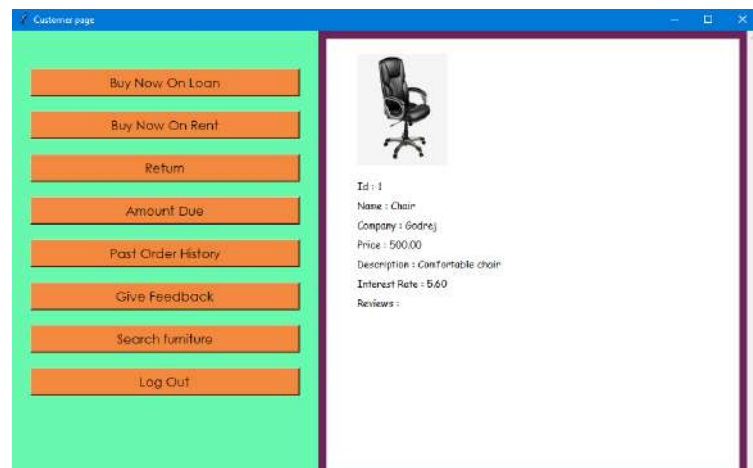 Customer page
Buy Now On Loan
Buy Now On Rent
Return
Amount Due
Past Order History
Give Feedback
Search furniture
Log Out
Id : 1
Name : Chair
Company : Godrej
Price : 500.00
Description : Comfortable chair
Interest Rate : 5.60
Reviews :